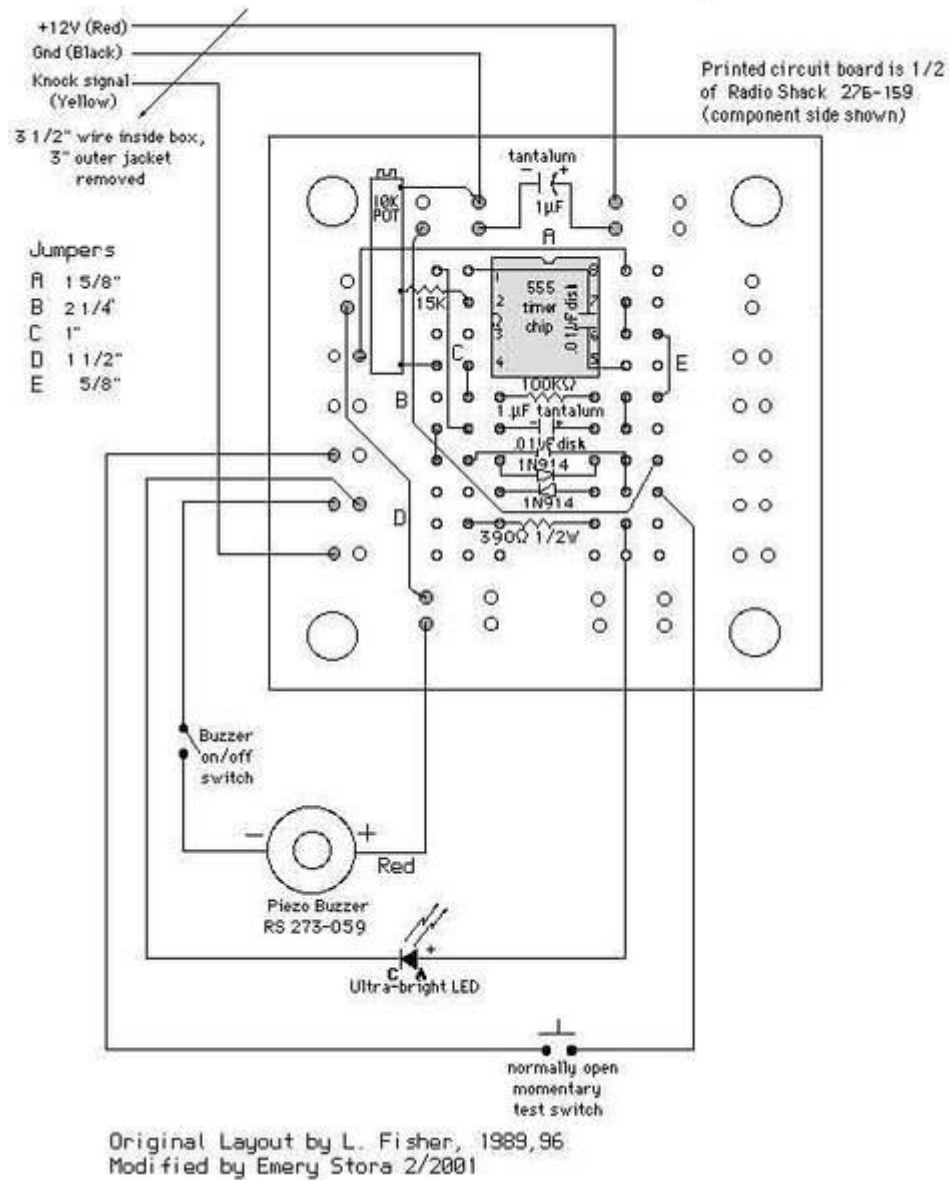 +12V (Red)
Gnd (Black)
Knock signal
(Yellow)
3 1/2" wire inside box,
3" outer jacket
removed
Printed circuit board is 1/2
of Radio Shack 276-159
(component side shown)
Jumpers
A 1 5/8"
B 2 1/4"
C 1"
D 1 1/2"
E 5/8"
tantalum
- +
1µF
10K
POT
A
15K
1
2
3
4
555
timer
chip
.01µF disk
8
7
6
5
C
E
B
100KΩ
1.µF tantalum
- +
.01µF disk
1N914
1N914
D
390Ω 1/2W
Buzzer
on/off
switch
- +
Red
Piezo Buzzer
RS 273-059
+
C A
Ultra-bright LED
normally open
momentary
test switch
Original Layout by L. Fisher, 1989,96
Modified by Emery Stora 2/2001